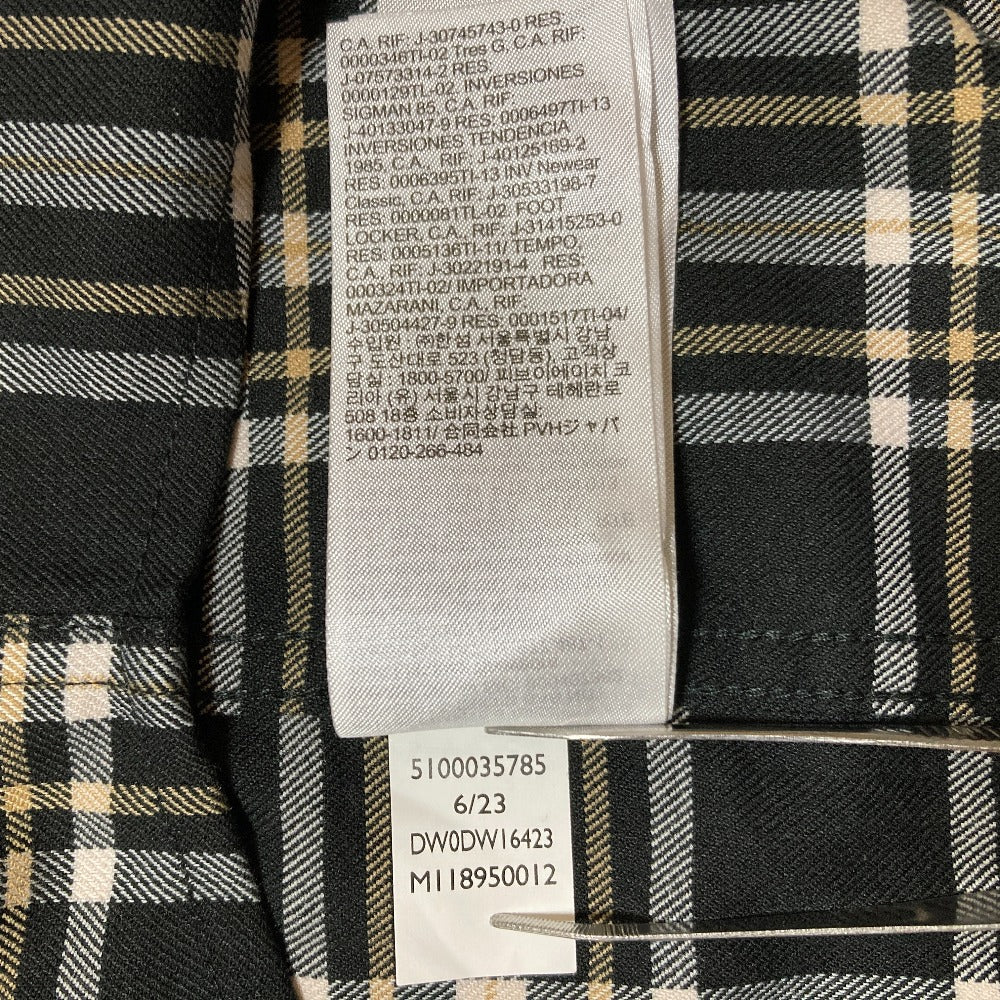 C.A. RIF: J-30745743-0 RES:
0000346TI-02 Tres G, C.A. RIF:
J-07573314-2 RES:
0000129TL-02, INVERSIONES
SIGMAN 85, C.A. RIF:
J-40133047-9 RES: 0006497TI-13
INVERSIONES TENDENCIA
1985, C.A., RIF: J-40125169-2
RES: 0006395TI-13 INV Newear
Classic, C.A. RIF: J-30533198-7
RES: 0000081TL-02. FOOT
LOCKER, C.A., RIF: J-31415253-0
RES: 0005136TI-11/ TEMPO,
C.A., RIF: J-3022191-4 , RES:
000324TI-02/ IMPORTADORA
MAZARANI, C.A., RIF:
J-30504427-9 RES: 0001517TI-04/
수입원 : ㈜한섬 서울특별시 강남
구 도산대로 523 (청담동), 고객상
담실 : 1800-5700/ 피브이에이치 코
리아 (유) 서울시 강남구 테헤란로
508 18층 소비자상담실:
1600-1811/ 合同会社 PVHジャパ
ン 0120-266-484
5100035785
6/23
DW0DW16423
M118950012